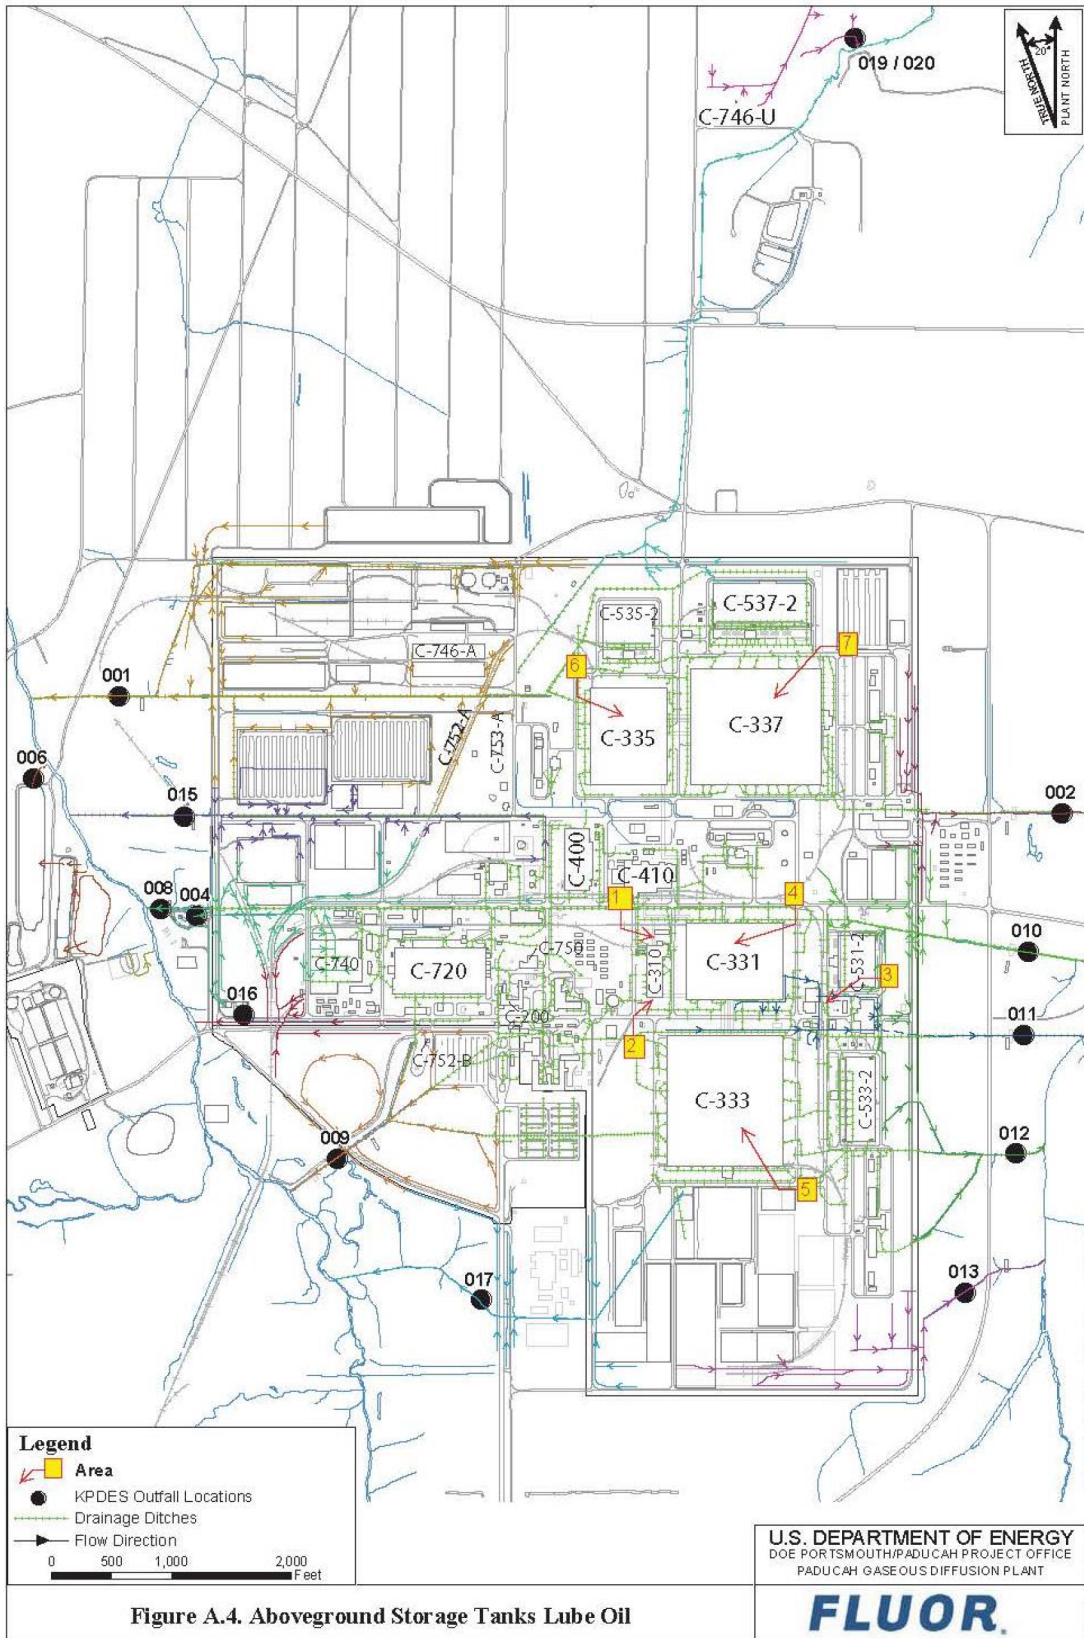 019 / 020
20°
TRUE NORTH
PLANT NORTH
C-746-U
C-535-2
C-537-2
C-746-A
7
6
001
C-752-A
C-753-A
C-335
C-337
006
015
002
C-400
C-410
008
004
1
4
C-740
C-720
C-750
C-310
C-331
C-531-2
010
3
016
C-200
2
011
C-752-B
C-333
C-533-2
009
012
5
017
013
Legend
Area
KPDES Outfall Locations
Drainage Ditches
Flow Direction
0 500 1,000 2,000
Feet
U.S. DEPARTMENT OF ENERGY
DOE PORTSMOUTH/PADUCAH PROJECT OFFICE
PADUCAH GASEOUS DIFFUSION PLANT
Figure A.4. Aboveground Storage Tanks Lube Oil
FLUOR.